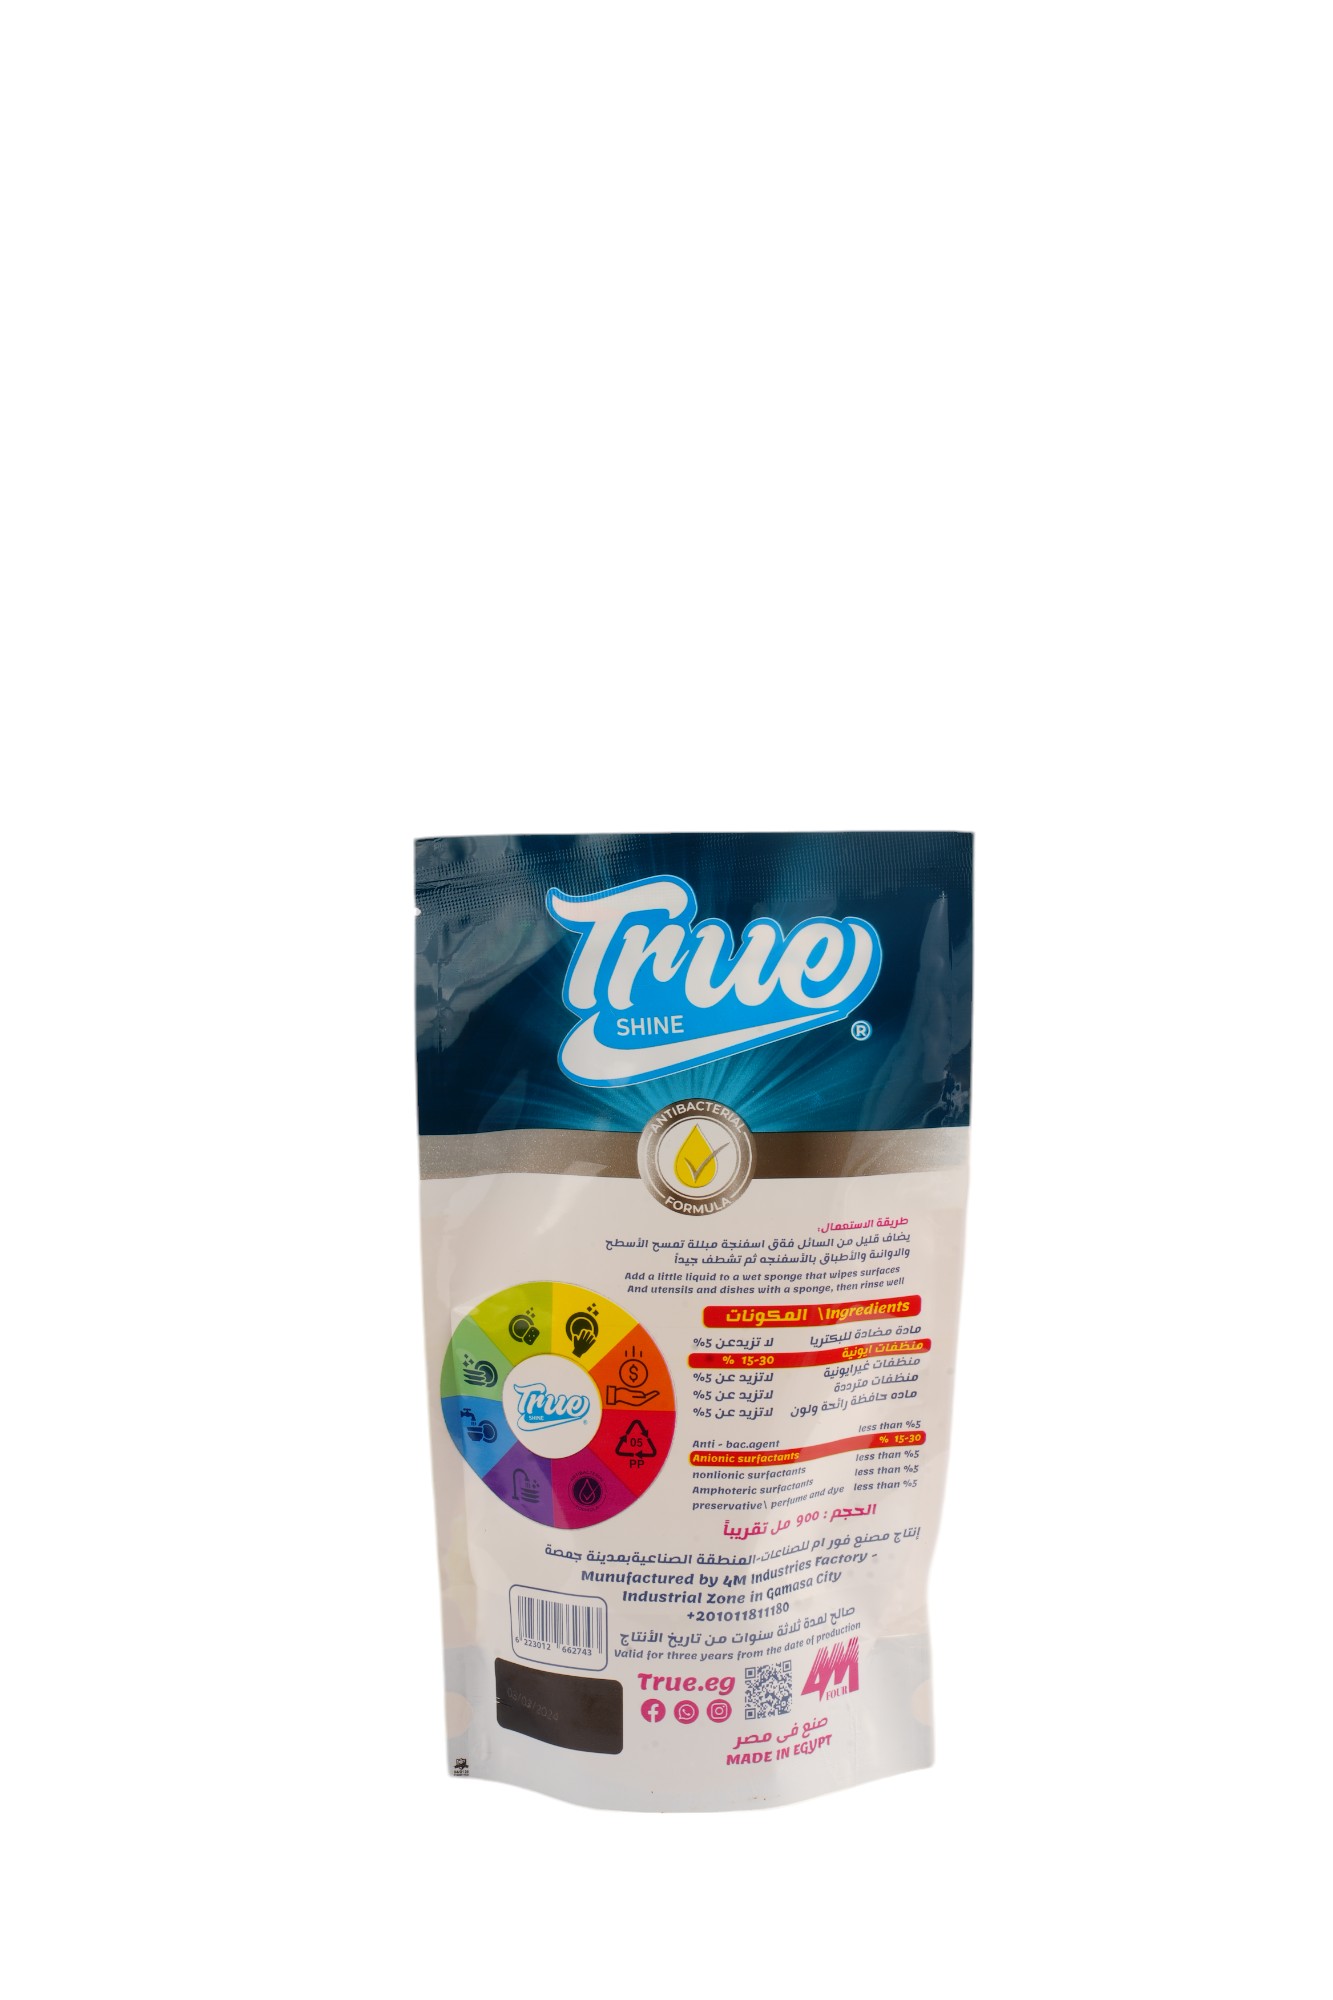 True
SHINE
®
ANTIBACTERIAL
FORMULA
طريقة الاستعمال:
يضاف قليل من السائل فةق اسفنجة مبللة تمسح الأسطح
والاوانىة والأطباق بالأسفنجه ثم تشطف جيداً
Add a little liquid to a wet sponge that wipes surfaces
And utensils and dishes with a sponge, then rinse well
المكونات \ Ingredients
مادة مضادة للبكتريا لا تزيدعن 5%
منظفات ايونية 15-30 %
منظفات غيرايونية لاتزيد عن 5%
منظفات مترددة لاتزيد عن 5%
ماده حافظة رائحة ولون لاتزيد عن 5%
Anti - bac.agent less than %5
Anionic surfactants % 15-30
nonlionic surfactants less than %5
Amphoteric surfactants less than %5
preservative\ perfume and dye less than %5
الحجم : 900 مل تقريباً
إنتاج مصنع فور ام للصناعات-المنطقة الصناعيةبمدينة جمصة
Munufactured by 4M Industries Factory -
Industrial Zone in Gamasa City
+201011811180
صالح لمدة ثلاثة سنوات من تاريخ الأنتاج
Valid for three years from the date of production
True
SHINE
05
PP
6 223012 662743
True.eg
4M
FOUR
صنع فى مصر
MADE IN EGYPT